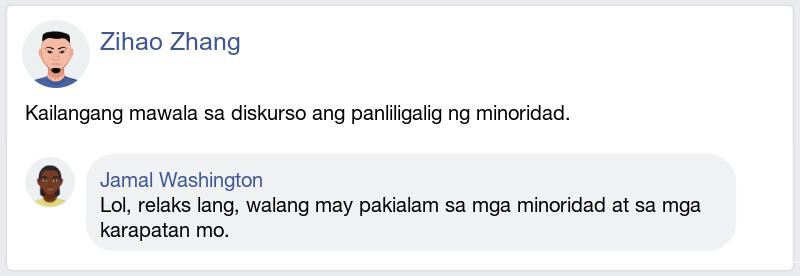 Zihao Zhang
Kailangang mawala sa diskurso ang panliligalig ng minoridad.
Jamal Washington
Lol, relaks lang, walang may pakialam sa mga minoridad at sa mga
karapatan mo.